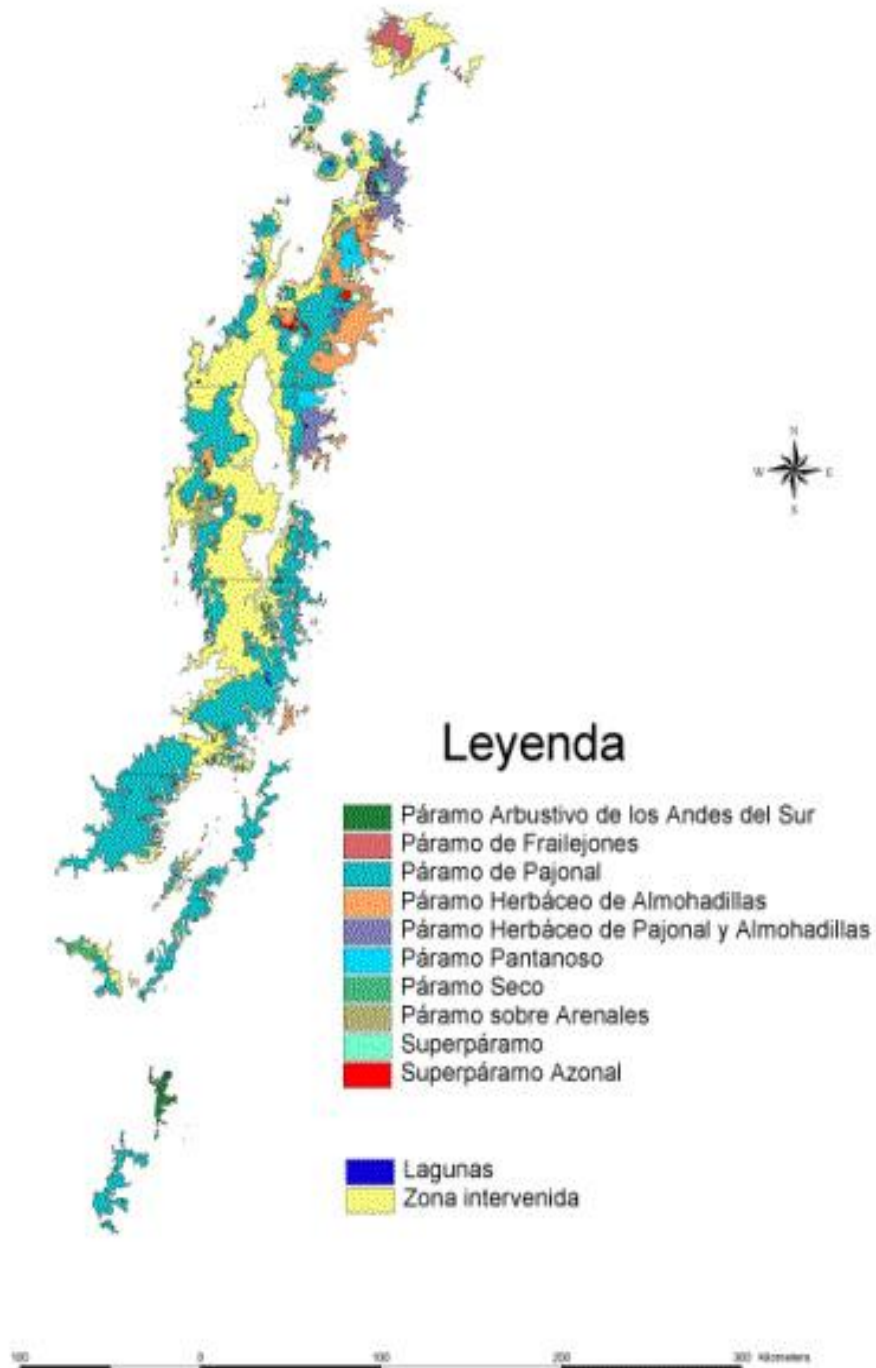 N
W E
S
Leyenda
Páramo Arbustivo de los Andes del Sur
Páramo de Frailejones
Páramo de Pajonal
Páramo Herbáceo de Almohadillas
Páramo Herbáceo de Pajonal y Almohadillas
Páramo Pantanoso
Páramo Seco
Páramo sobre Arenales
Superpáramo
Superpáramo Azonal
Lagunas
Zona intervenida
100 0 100 200 300 Kilometers